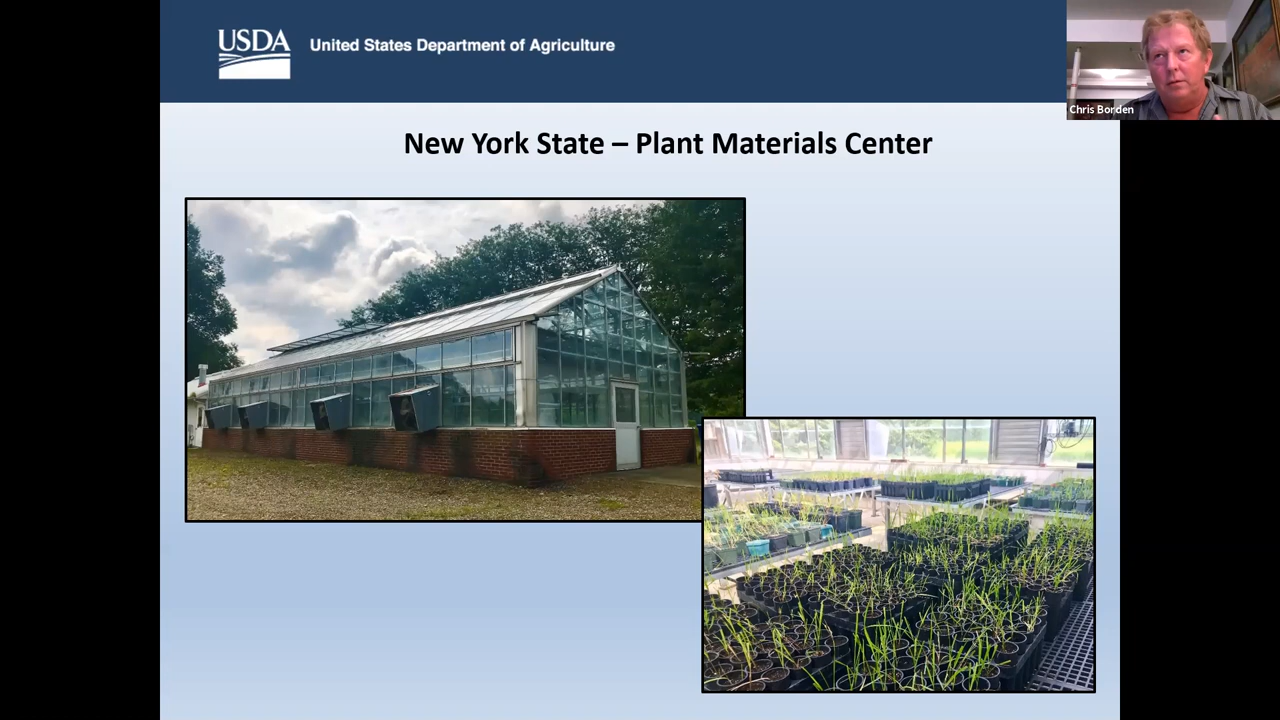 USDA
United States Department of Agriculture
Chris Borden
New York State – Plant Materials Center